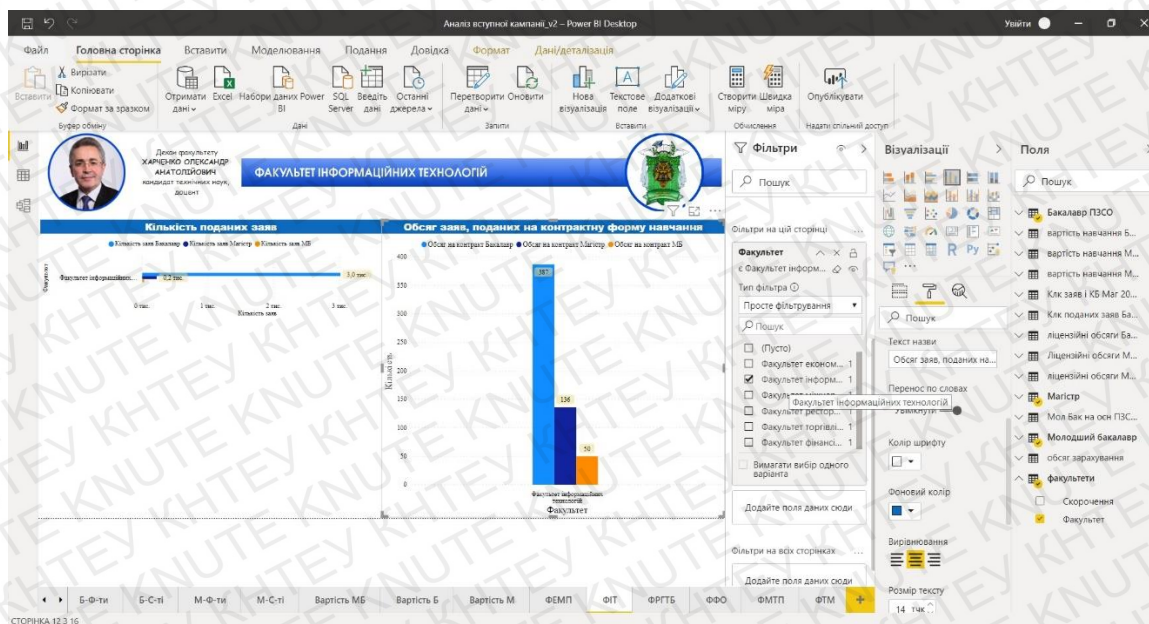 Аналіз вступної кампанії_v2 – Power BI Desktop
Увійти
Файл Головна сторінка Вставити Моделювання Подання Довідка Формат Дані/деталізація
Вставити
Вирізати
Копіювати
Формат за зразком
Буфер обміну
Отримати дані
Excel
Набори даних Power BI
SQL Server
Введіть дані
Останні джерела
Дані
Перетворити дані
Оновити
Запити
Нова візуалізація
Текстове поле
Додаткові візуалізації
Вставити
Створити міру
Швидка міра
Обчислення
Опублікувати
Надати спільний доступ
Декан факультету
ХАРЧЕНКО ОЛЕКСАНДР
АНАТОЛІЙОВИЧ
кандидат технічних наук,
доцент
ФАКУЛЬТЕТ ІНФОРМАЦІЙНИХ ТЕХНОЛОГІЙ
Кількість поданих заяв
Кількість заяв Бакалавр Кількість заяв Магістр Кількість заяв МБ
Факультет
Факультет інформаційних...
0,2 тис.
3,0 тис.
0 тис. 1 тис. 2 тис. 3 тис.
Кількість заяв
Обсяг заяв, поданих на контрактну форму навчання
Обсяг на контракт Бакалавр Обсяг на контракт Магістр Обсяг на контракт МБ
Кількість
400
350
300
250
200
150
100
50
0
387
136
50
Факультет інформаційних
технологій
Факультет
Фільтри
Пошук
Фільтри на цій сторінці ...
Факультет
є Факультет інформ...
Тип фільтра
Просте фільтрування
Пошук
(Пусто)
Факультет економ... 1
Факультет інформ... 1
Факультет інформаційних технологій
Факультет рестор... 1
Факультет торгівлі... 1
Факультет фінансі... 1
Вимагати вибір одного
варіанта
Додайте поля даних сюди
Фільтри на всіх сторінках ...
Додайте поля даних сюди
Візуалізації
R Py
...
Пошук
Текст назви
Обсяг заяв, поданих на...
Перенос по словах
Увімкнути
Колір шрифту
Фоновий колір
Вирівнювання
Розмір тексту
14 тчк
Поля
Пошук
Бакалавр ПЗСО
вартість навчання Б...
вартість навчання М...
вартість навчання М...
Клк заяв і КБ Маг 20...
Клк поданих заяв Ба...
ліцензійні обсяги Ба...
Ліцензійні обсяги М...
ліцензійні обсяги М...
Магістр
Мол Бак на осн ПЗС...
Молодший бакалавр
обсяг зарахування
факультети
Скорочення
Факультет
Б-Ф-ти Б-С-ті М-Ф-ти М-С-ті Вартість МБ Вартість Б Вартість М ФЕМП ФІТ ФРГТБ ФФО ФМТП ФТМ
СТОРІНКА 12 З 16